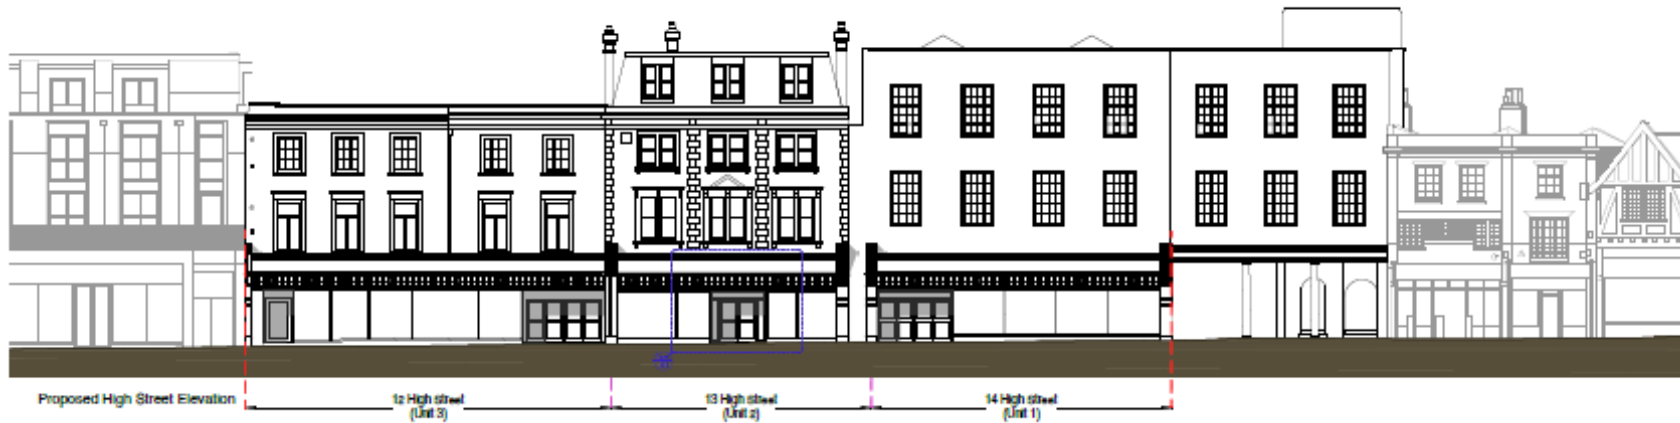 Proposed High Street Elevation
12 High street
(Unit 3)
13 High street
(Unit 2)
14 High street
(Unit 1)